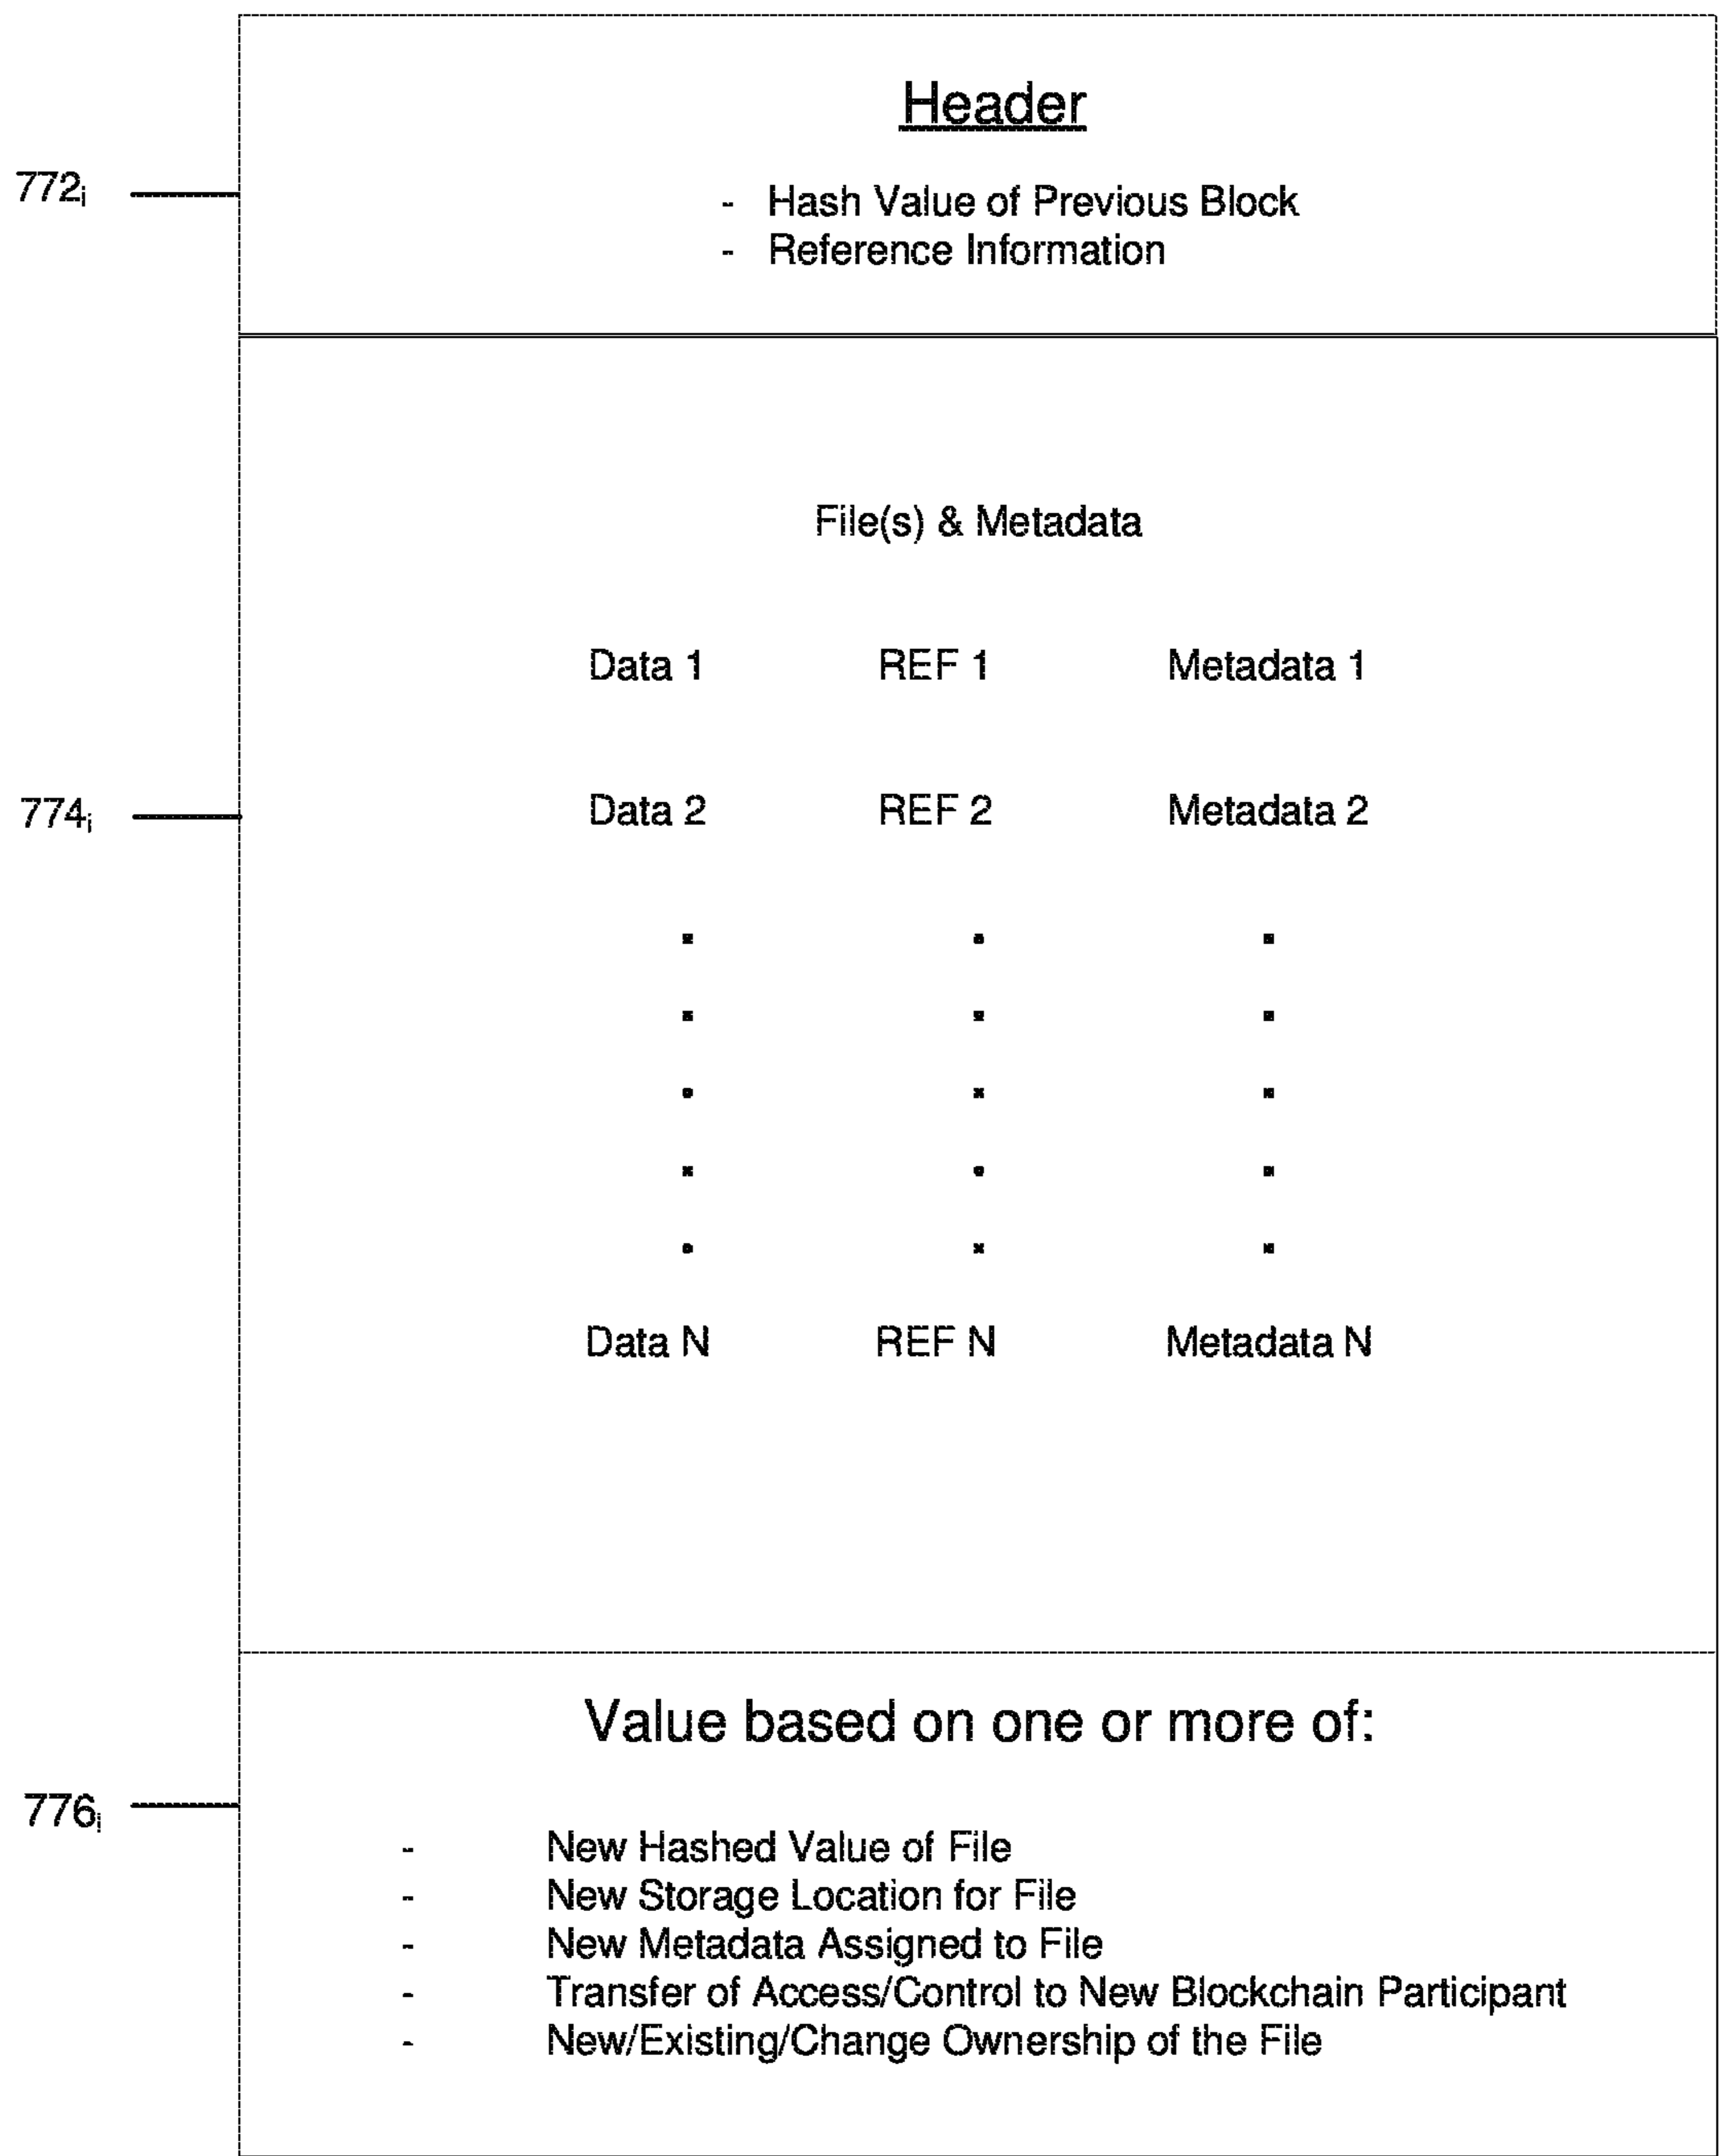 Header
772i
- Hash Value of Previous Block
- Reference Information
File(s) & Metadata
Data 1 REF 1 Metadata 1
774i
Data 2 REF 2 Metadata 2
Data N REF N Metadata N
Value based on one or more of:
776i
- New Hashed Value of File
- New Storage Location for File
- New Metadata Assigned to File
- Transfer of Access/Control to New Blockchain Participant
- New/Existing/Change Ownership of the File